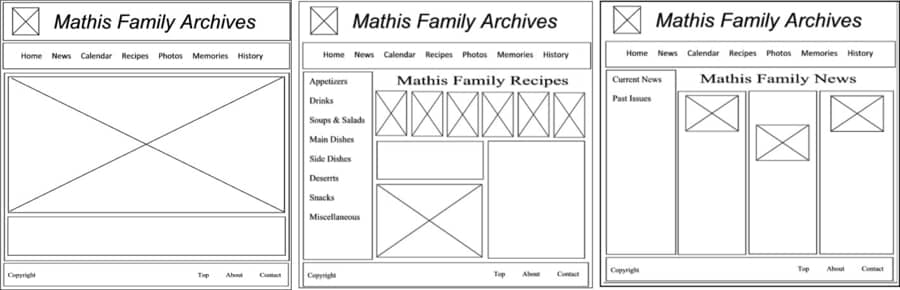 Mathis Family Archives
Home News Calendar Recipes Photos Memories History
Copyright Top About Contact
Mathis Family Archives
Home News Calendar Recipes Photos Memories History
Appetizers
Drinks
Soups & Salads
Main Dishes
Side Dishes
Deserrts
Snacks
Miscellaneous
Mathis Family Recipes
Copyright Top About Contact
Mathis Family Archives
Home News Calendar Recipes Photos Memories History
Current News
Past Issues
Mathis Family News
Copyright Top About Contact